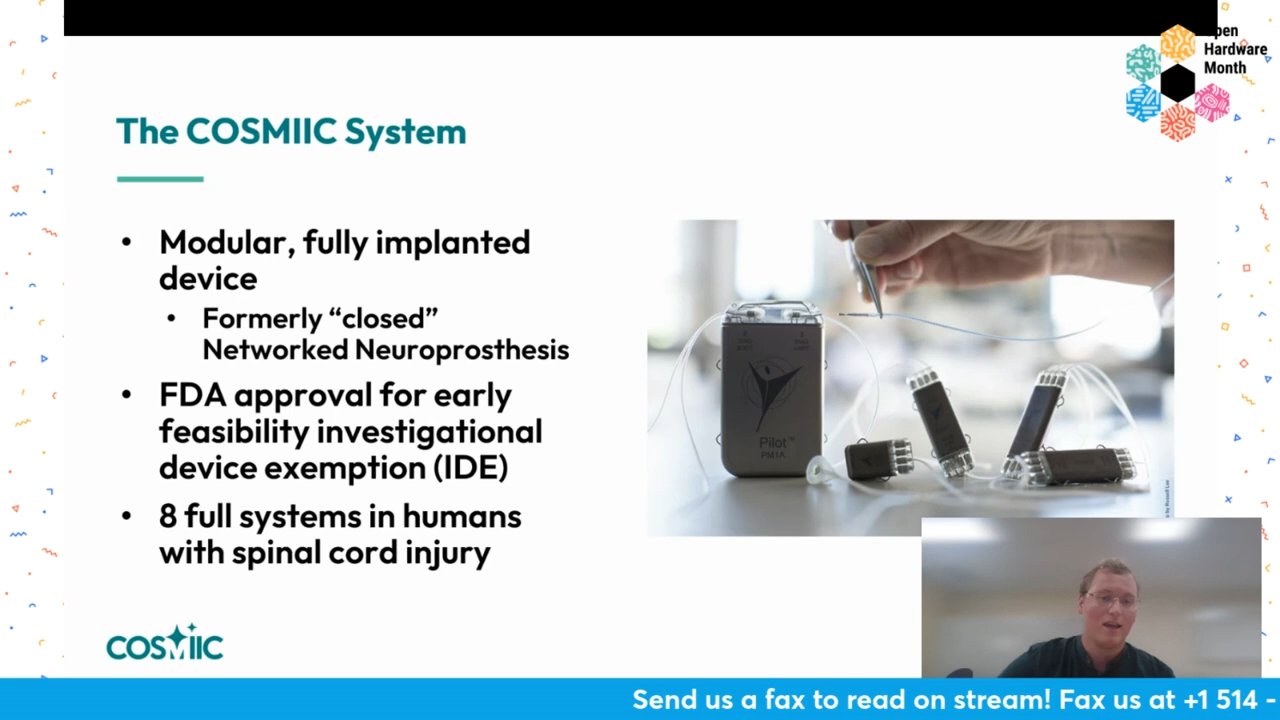 Open
Hardware
Month
The COSMIIC System
• Modular, fully implanted
device
• Formerly “closed”
Networked Neuroprosthesis
• FDA approval for early
feasibility investigational
device exemption (IDE)
• 8 full systems in humans
with spinal cord injury
Pilot™
PM1A
COSMIIC
Send us a fax to read on stream! Fax us at +1 514 -